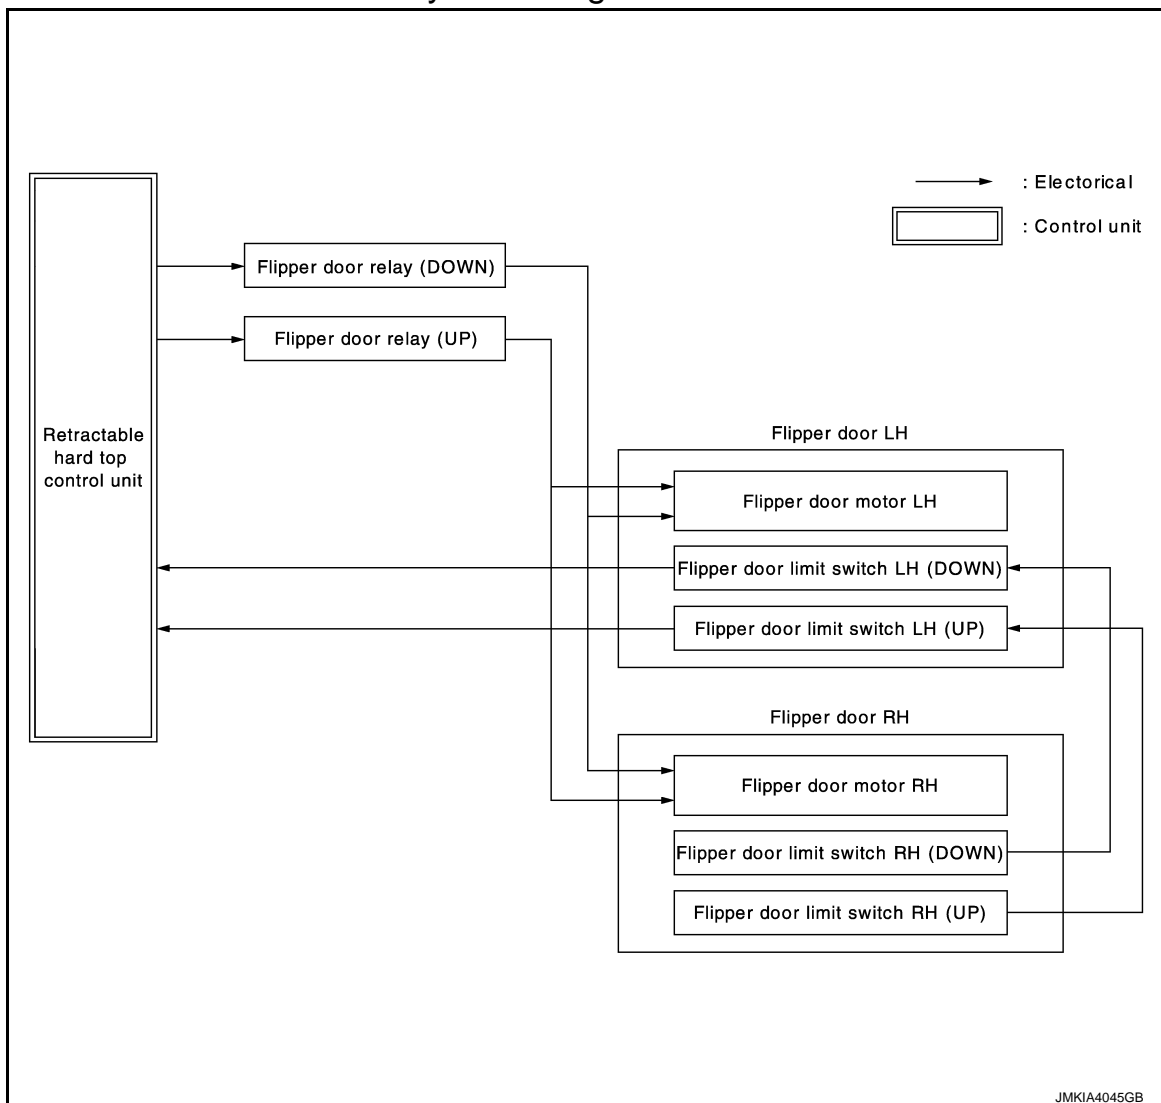 : Electorical
: Control unit
Flipper door relay (DOWN)
Flipper door relay (UP)
Retractable
hard top
control unit
Flipper door LH
Flipper door motor LH
Flipper door limit switch LH (DOWN)
Flipper door limit switch LH (UP)
Flipper door RH
Flipper door motor RH
Flipper door limit switch RH (DOWN)
Flipper door limit switch RH (UP)
JMKIA4045GB